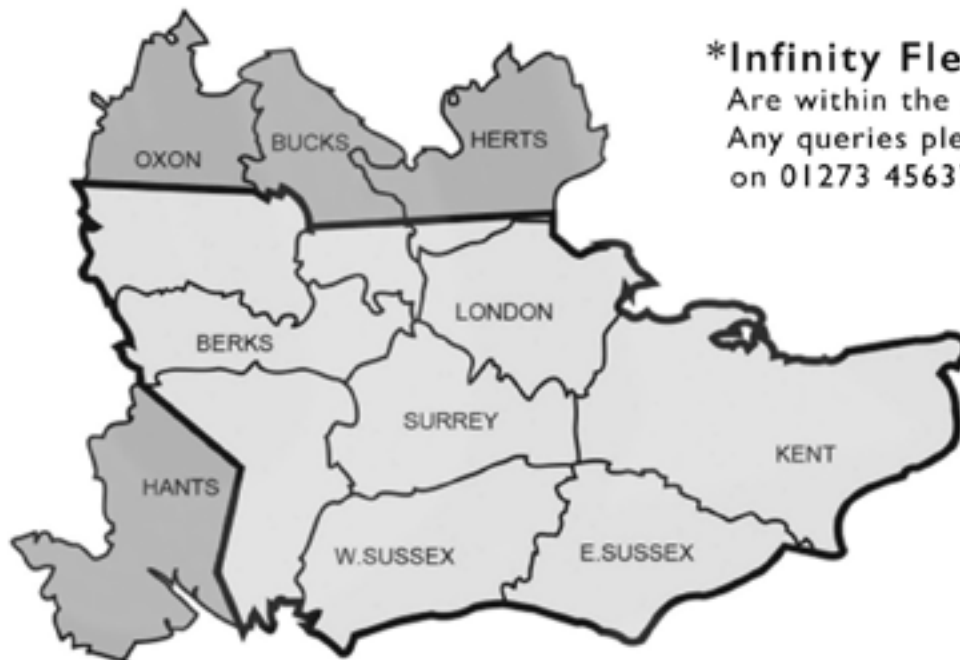 *Infinity Fle
Are within the
Any queries ple
on 01273 4563
OXON
BUCKS
HERTS
LONDON
BERKS
SURREY
KENT
HANTS
W.SUSSEX
E.SUSSEX